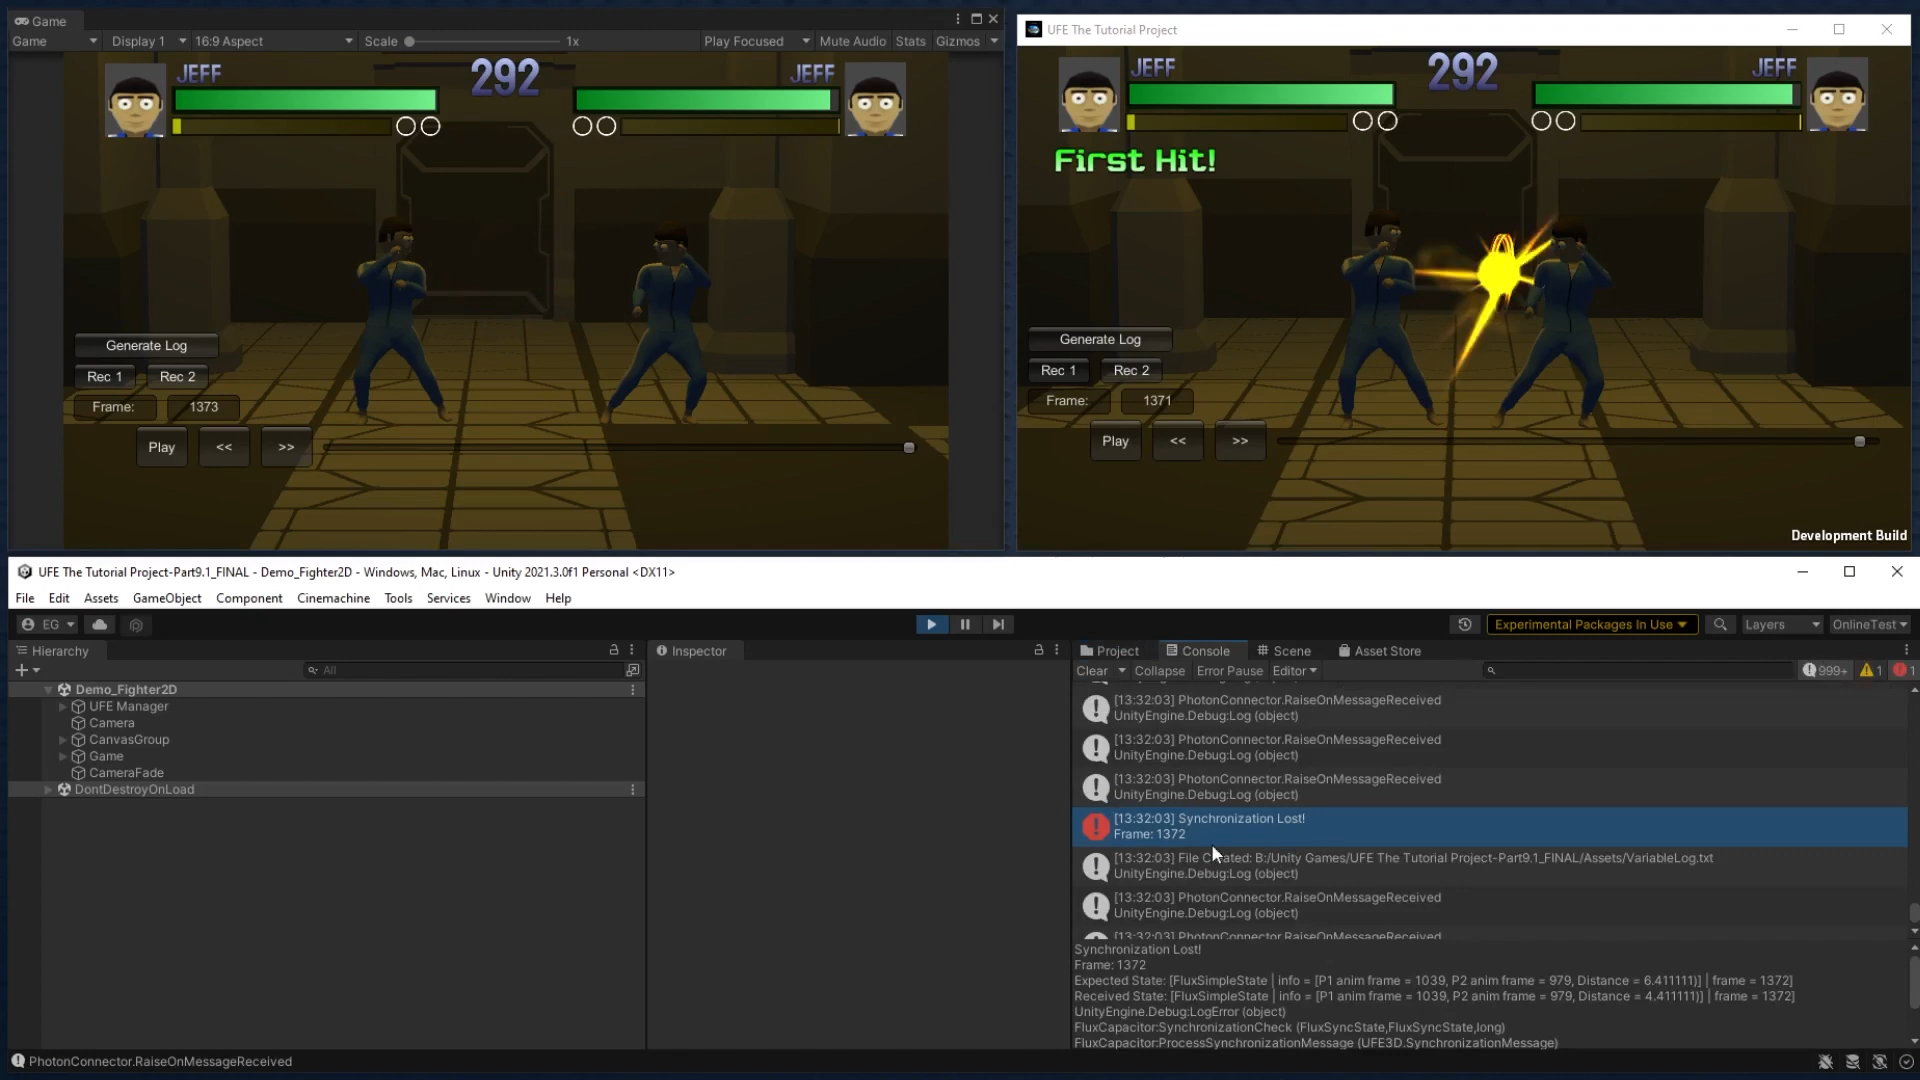 Game
Game Display 1 16:9 Aspect Scale 1x Play Focused Mute Audio Stats Gizmos
JEFF 292 JEFF
Generate Log
Rec 1 Rec 2
Frame: 1373
Play << >>
UFE The Tutorial Project
JEFF 292 JEFF
First Hit!
Generate Log
Rec 1 Rec 2
Frame: 1371
Play << >>
Development Build
UFE The Tutorial Project-Part9.1_FINAL - Demo_Fighter2D - Windows, Mac, Linux - Unity 2021.3.0f1 Personal <DX11>
File Edit Assets GameObject Component Cinemachine Tools Services Window Help
EG Experimental Packages In Use Layers OnlineTest
Hierarchy
All
Demo_Fighter2D
UFE Manager
Camera
CanvasGroup
Game
CameraFade
DontDestroyOnLoad
Inspector
Project Console Scene Asset Store
Clear Collapse Error Pause Editor 999+ 1 1
[13:32:03] PhotonConnector.RaiseOnMessageReceived
UnityEngine.Debug:Log (object)
[13:32:03] PhotonConnector.RaiseOnMessageReceived
UnityEngine.Debug:Log (object)
[13:32:03] PhotonConnector.RaiseOnMessageReceived
UnityEngine.Debug:Log (object)
[13:32:03] Synchronization Lost!
Frame: 1372
[13:32:03] File Created: B:/Unity Games/UFE The Tutorial Project-Part9.1_FINAL/Assets/VariableLog.txt
UnityEngine.Debug:Log (object)
[13:32:03] PhotonConnector.RaiseOnMessageReceived
UnityEngine.Debug:Log (object)
[13:32:03] PhotonConnector.RaiseOnMessageReceived
Synchronization Lost!
Frame: 1372
Expected State: [FluxSimpleState | info = [P1 anim frame = 1039, P2 anim frame = 979, Distance = 6.411111)] | frame = 1372]
Received State: [FluxSimpleState | info = [P1 anim frame = 1039, P2 anim frame = 979, Distance = 4.411111)] | frame = 1372]
UnityEngine.Debug:LogError (object)
FluxCapacitor:SynchronizationCheck (FluxSyncState,FluxSyncState,long)
FluxCapacitor:ProcessSynchronizationMessage (UFE3D.SynchronizationMessage)
PhotonConnector.RaiseOnMessageReceived